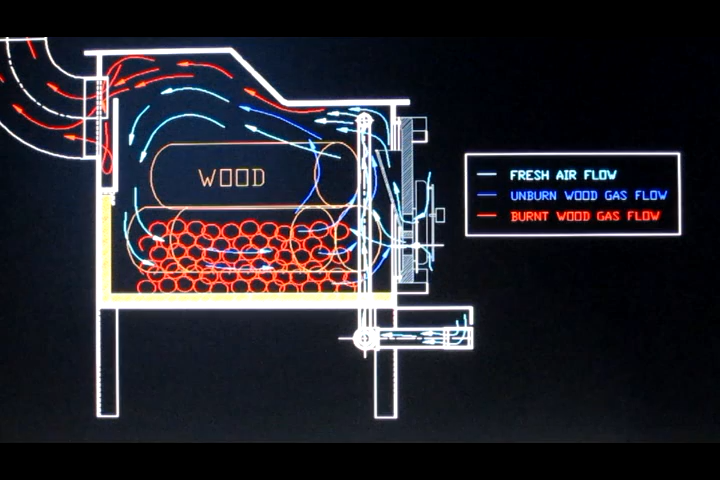 WOOD
FRESH AIR FLOW
UNBURN WOOD GAS FLOW
BURNT WOOD GAS FLOW